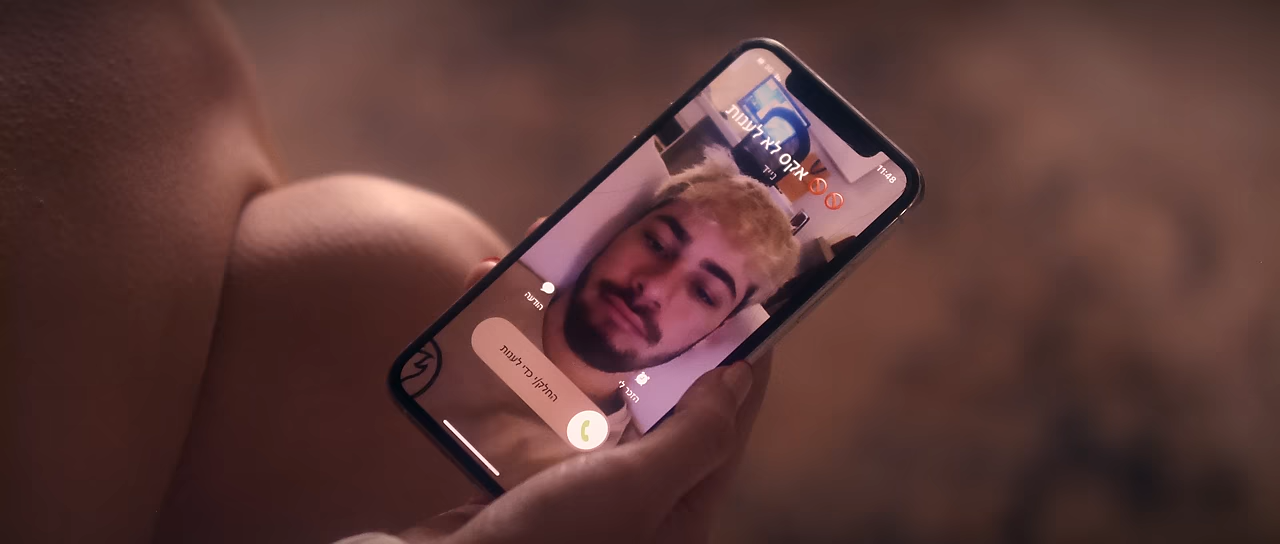 11:48
אקס לא לענות 🚫🚫
נייד
הודעה
הזכר לי
החלק/י כדי לענות